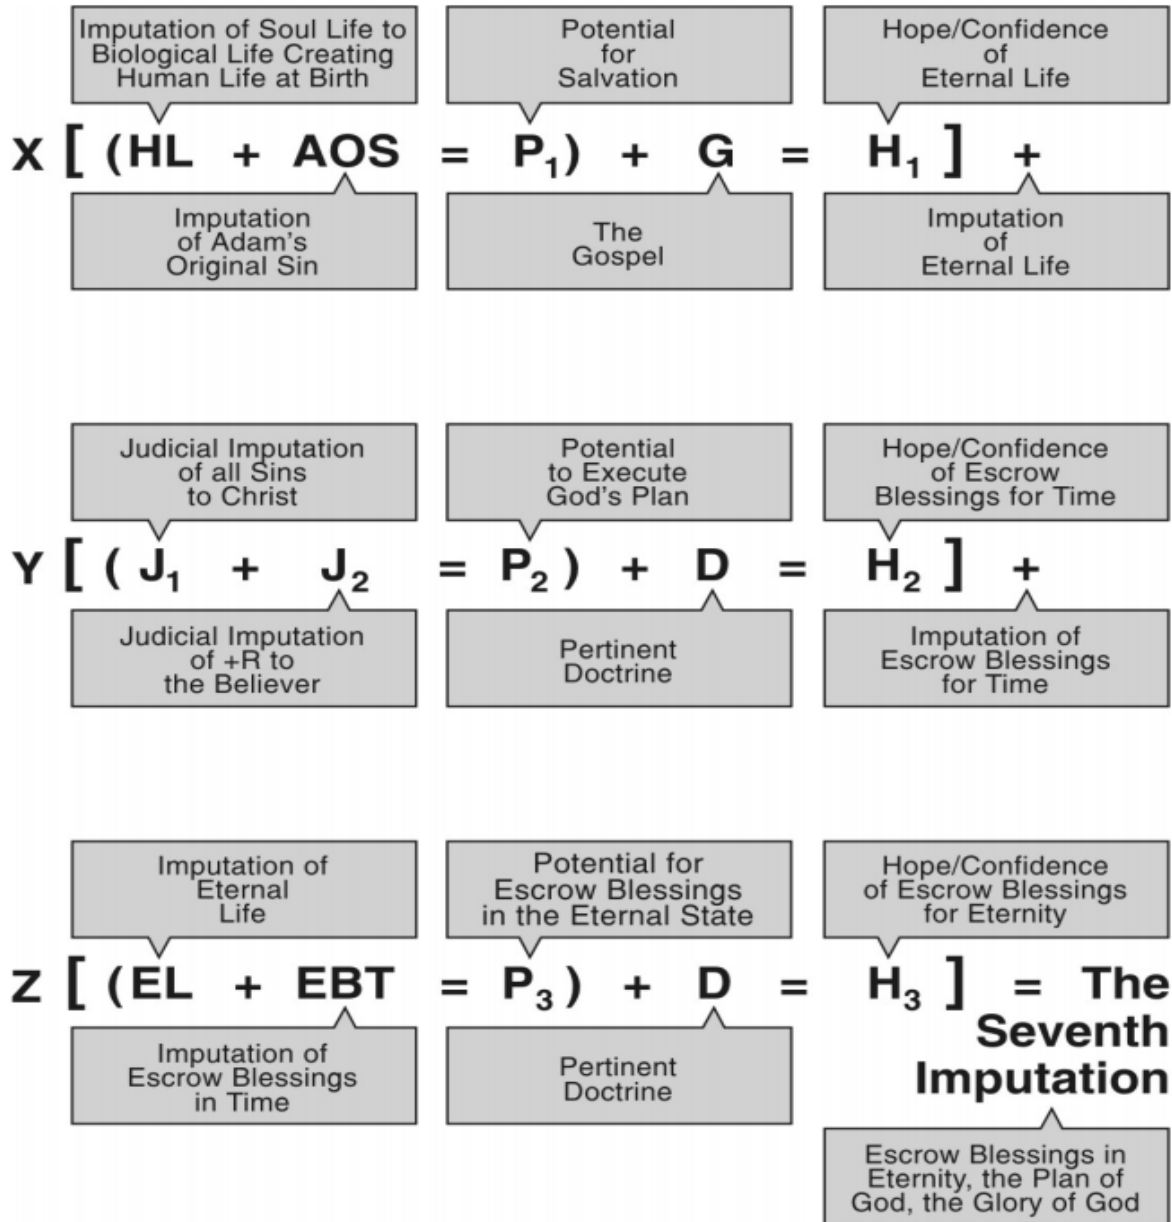 Imputation of Soul Life to
Biological Life Creating
Human Life at Birth
Potential
for
Salvation
Hope/Confidence
of
Eternal Life
X [ (HL + AOS = P₁) + G = H₁ ] +
Imputation
of Adam's
Original Sin
The
Gospel
Imputation
of
Eternal Life
Judicial Imputation
of all Sins
to Christ
Potential
to Execute
God's Plan
Hope/Confidence
of Escrow
Blessings for Time
Y [ ( J₁ + J₂ = P₂ ) + D = H₂ ] +
Judicial Imputation
of +R to
the Believer
Pertinent
Doctrine
Imputation of
Escrow Blessings
for Time
Imputation of
Eternal
Life
Potential for
Escrow Blessings
in the Eternal State
Hope/Confidence
of Escrow Blessings
for Eternity
Z [ (EL + EBT = P₃ ) + D = H₃ ] = The
Seventh
Imputation
Imputation of
Escrow Blessings
in Time
Pertinent
Doctrine
Escrow Blessings in
Eternity, the Plan of
God, the Glory of God